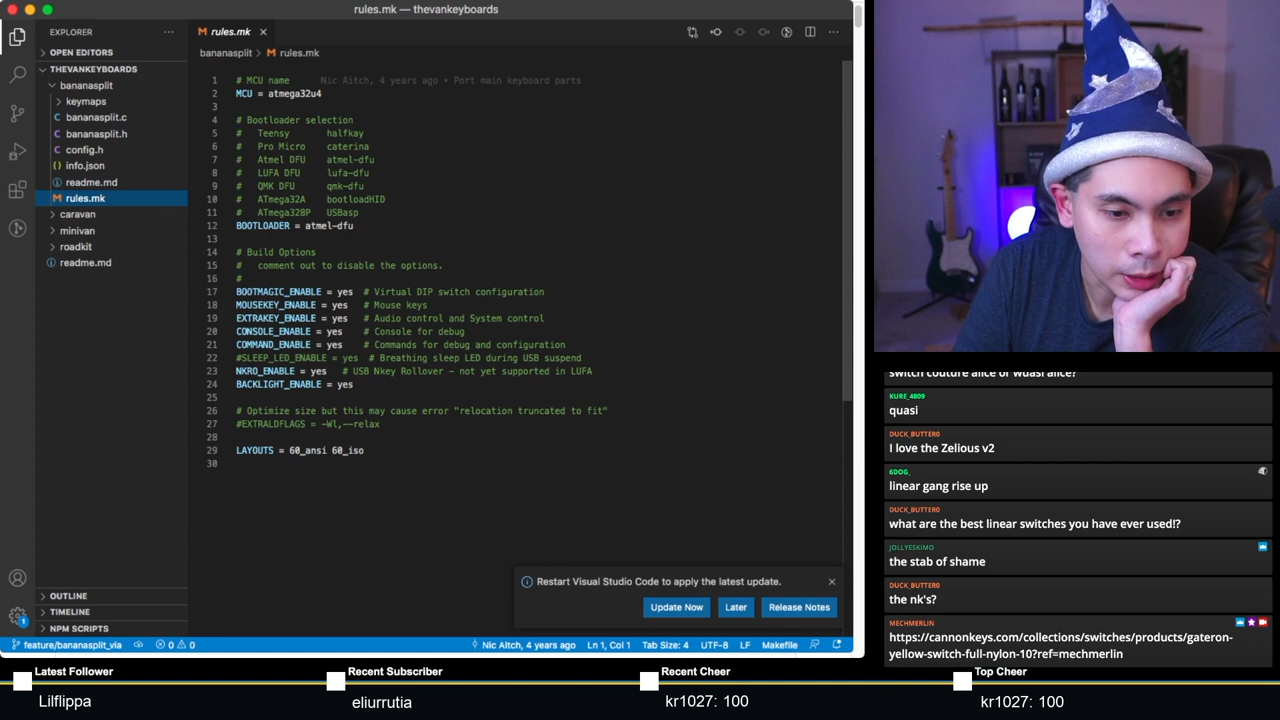 rules.mk — thevankeyboards
EXPLORER
OPEN EDITORS
THEVANKEYBOARDS
bananasplit
keymaps
C bananasplit.c
C bananasplit.h
C config.h
{} info.json
readme.md
M rules.mk
caravan
minivan
roadkit
readme.md
OUTLINE
TIMELINE
NPM SCRIPTS
M rules.mk
bananasplit > M rules.mk
1 # MCU name Nic Aitch, 4 years ago • Port main keyboard parts
2 MCU = atmega32u4
3
4 # Bootloader selection
5 # Teensy halfkay
6 # Pro Micro caterina
7 # Atmel DFU atmel-dfu
8 # LUFA DFU lufa-dfu
9 # QMK DFU qmk-dfu
10 # ATmega32A bootloadHID
11 # ATmega328P USBasp
12 BOOTLOADER = atmel-dfu
13
14 # Build Options
15 # comment out to disable the options.
16 #
17 BOOTMAGIC_ENABLE = yes # Virtual DIP switch configuration
18 MOUSEKEY_ENABLE = yes # Mouse keys
19 EXTRAKEY_ENABLE = yes # Audio control and System control
20 CONSOLE_ENABLE = yes # Console for debug
21 COMMAND_ENABLE = yes # Commands for debug and configuration
22 #SLEEP_LED_ENABLE = yes # Breathing sleep LED during USB suspend
23 NKRO_ENABLE = yes # USB Nkey Rollover - not yet supported in LUFA
24 BACKLIGHT_ENABLE = yes
25
26 # Optimize size but this may cause error "relocation truncated to fit"
27 #EXTRALDFLAGS = -Wl,--relax
28
29 LAYOUTS = 60_ansi 60_iso
30
Restart Visual Studio Code to apply the latest update.
Update Now Later Release Notes
1
feature/bananasplit_via 0 0 Nic Aitch, 4 years ago Ln 1, Col 1 Tab Size: 4 UTF-8 LF Makefile
switch couture alice or wuasi alice?
KURE_4809
quasi
DUCK_BUTTER0
I love the Zelious v2
6DOG_
linear gang rise up
DUCK_BUTTER0
what are the best linear switches you have ever used!?
JOLLYESKIMO
the stab of shame
DUCK_BUTTER0
the nk's?
MECHMERLIN
https://cannonkeys.com/collections/switches/products/gateron-
yellow-switch-full-nylon-10?ref=mechmerlin
Latest Follower
Lilflippa
Recent Subscriber
eliurrutia
Recent Cheer
kr1027: 100
Top Cheer
kr1027: 100